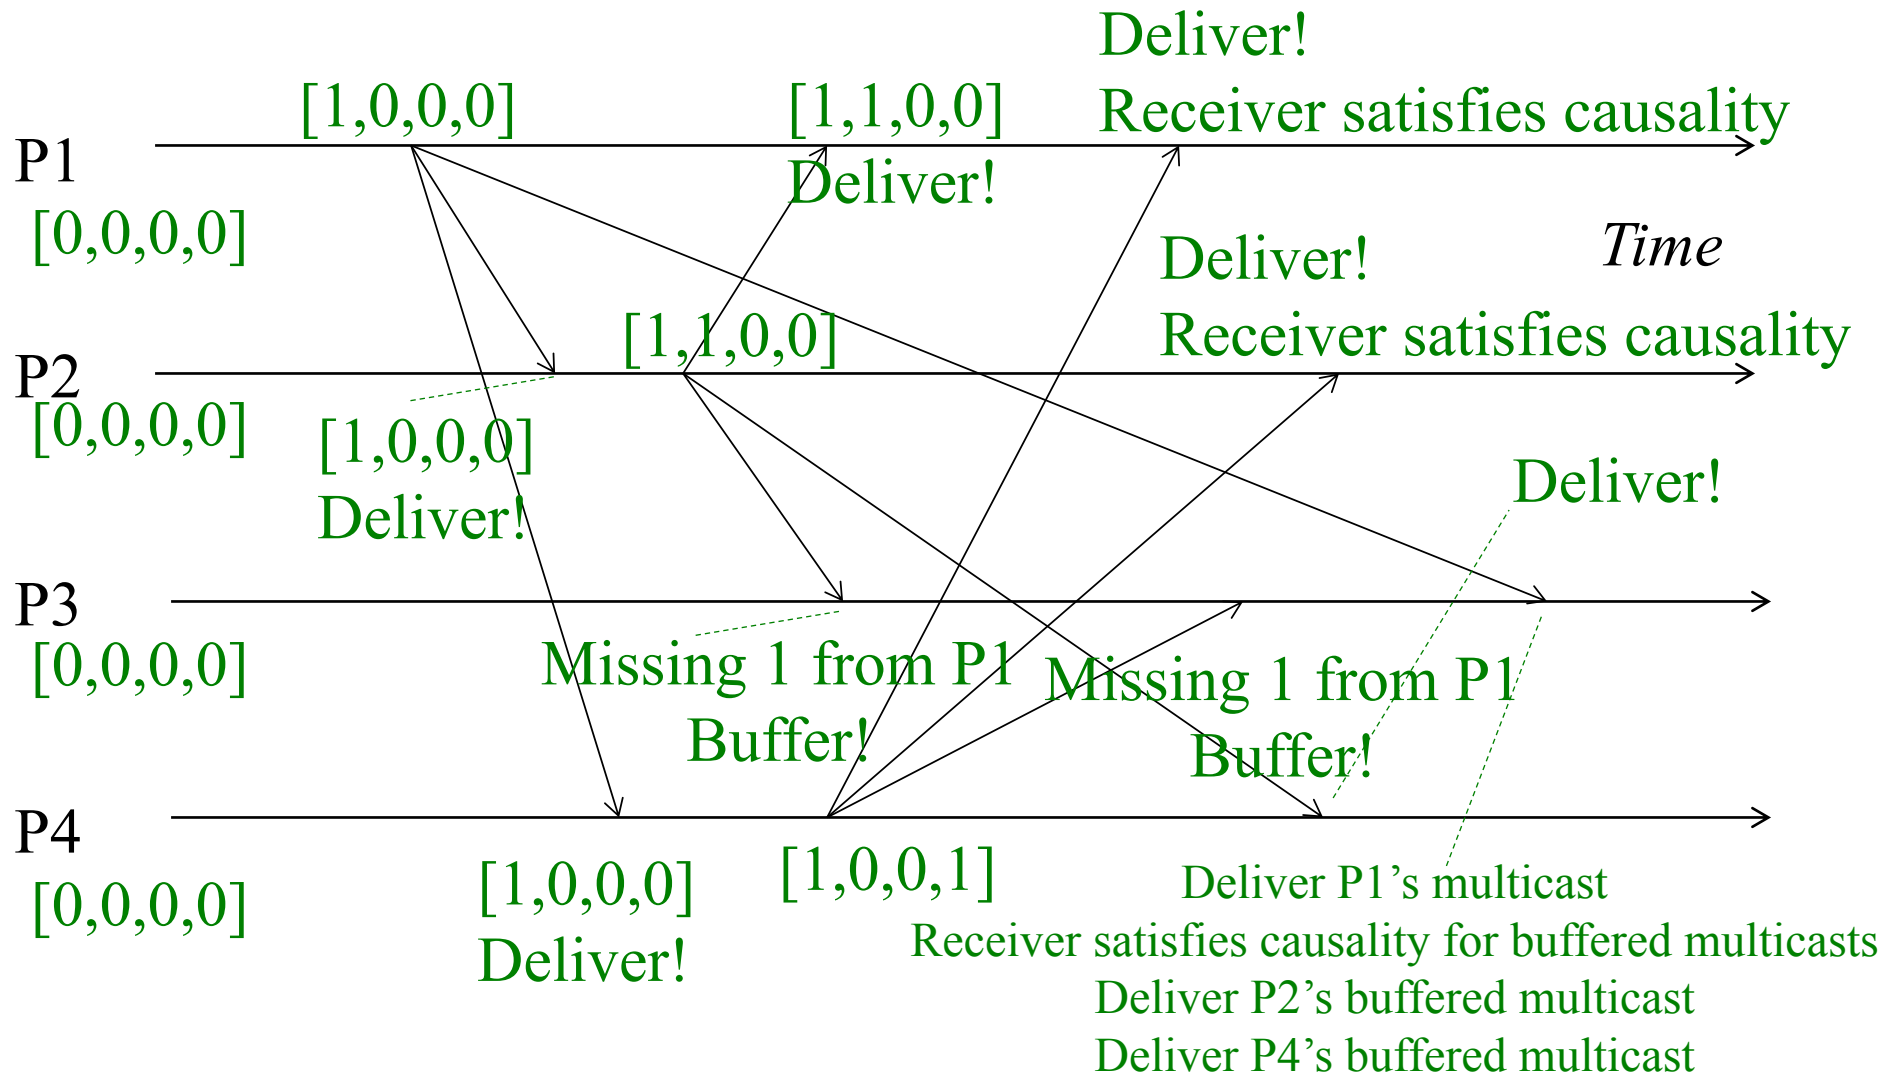 Deliver!
Receiver satisfies causality
[1,0,0,0]
[1,1,0,0]
Deliver!
P1
[0,0,0,0]
Time
Deliver!
Receiver satisfies causality
[1,1,0,0]
P2
[0,0,0,0]
[1,0,0,0]
Deliver!
Deliver!
P3
[0,0,0,0]
Missing 1 from P1
Buffer!
Missing 1 from P1
Buffer!
P4
[0,0,0,0]
[1,0,0,0]
Deliver!
[1,0,0,1]
Deliver P1’s multicast
Receiver satisfies causality for buffered multicasts
Deliver P2’s buffered multicast
Deliver P4’s buffered multicast